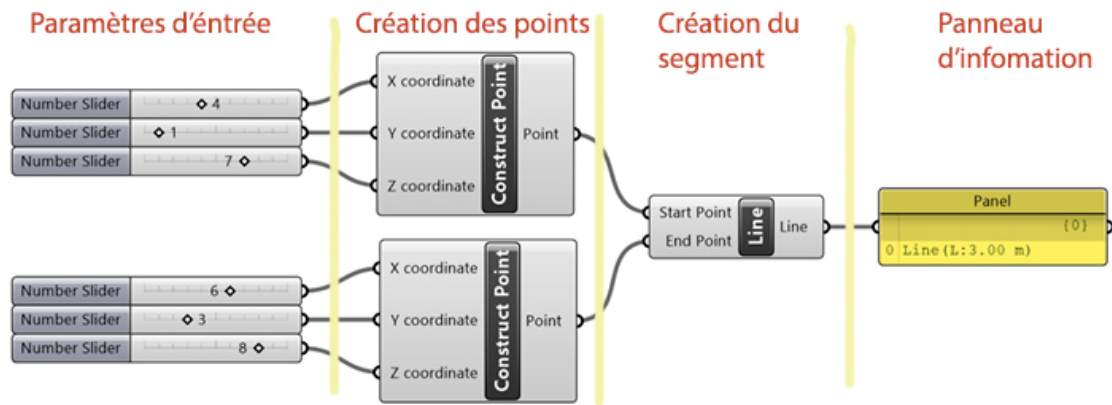 Paramètres d'éntrée
Création des points
Création du
segment
Panneau
d'infomation
Number Slider 4
Number Slider 1
Number Slider 7
X coordinate
Y coordinate
Z coordinate
Construct Point
Point
Number Slider 6
Number Slider 3
Number Slider 8
X coordinate
Y coordinate
Z coordinate
Construct Point
Point
Start Point
End Point
Line
Line
Panel
{0}
0 Line(L:3.00 m)